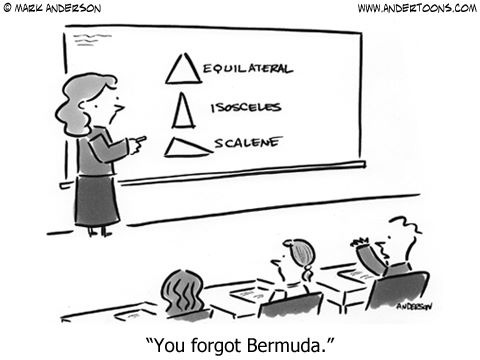 © MARK ANDERSON
WWW.ANDERTOONS.COM
EQUILATERAL
ISOSCELES
SCALENE
ANDERSON
“You forgot Bermuda.”